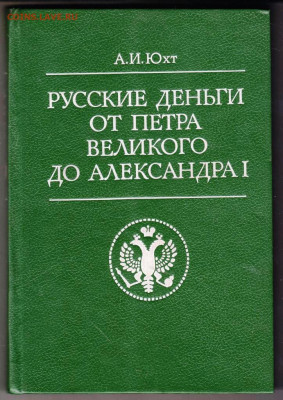 А.И.Юхт
РУССКИЕ ДЕНЬГИ
ОТ ПЕТРА
ВЕЛИКОГО
ДО АЛЕКСАНДРА I